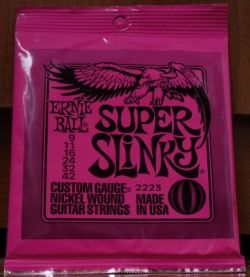 ERNIE BALL
SUPER SLINKY
9
11
16
24
32
42
CUSTOM GAUGE® 2223
NICKEL WOUND MADE
GUITAR STRINGS IN USA